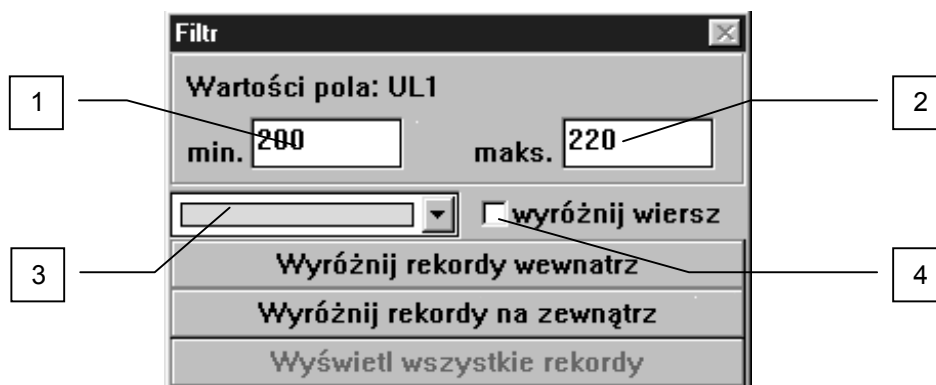 Filtr
Wartości pola: UL1
1
2
min. 200 maks. 220
wyróżnij wiersz
3
Wyróżnij rekordy wewnatrz
4
Wyróżnij rekordy na zewnątrz
Wyświetl wszystkie rekordy